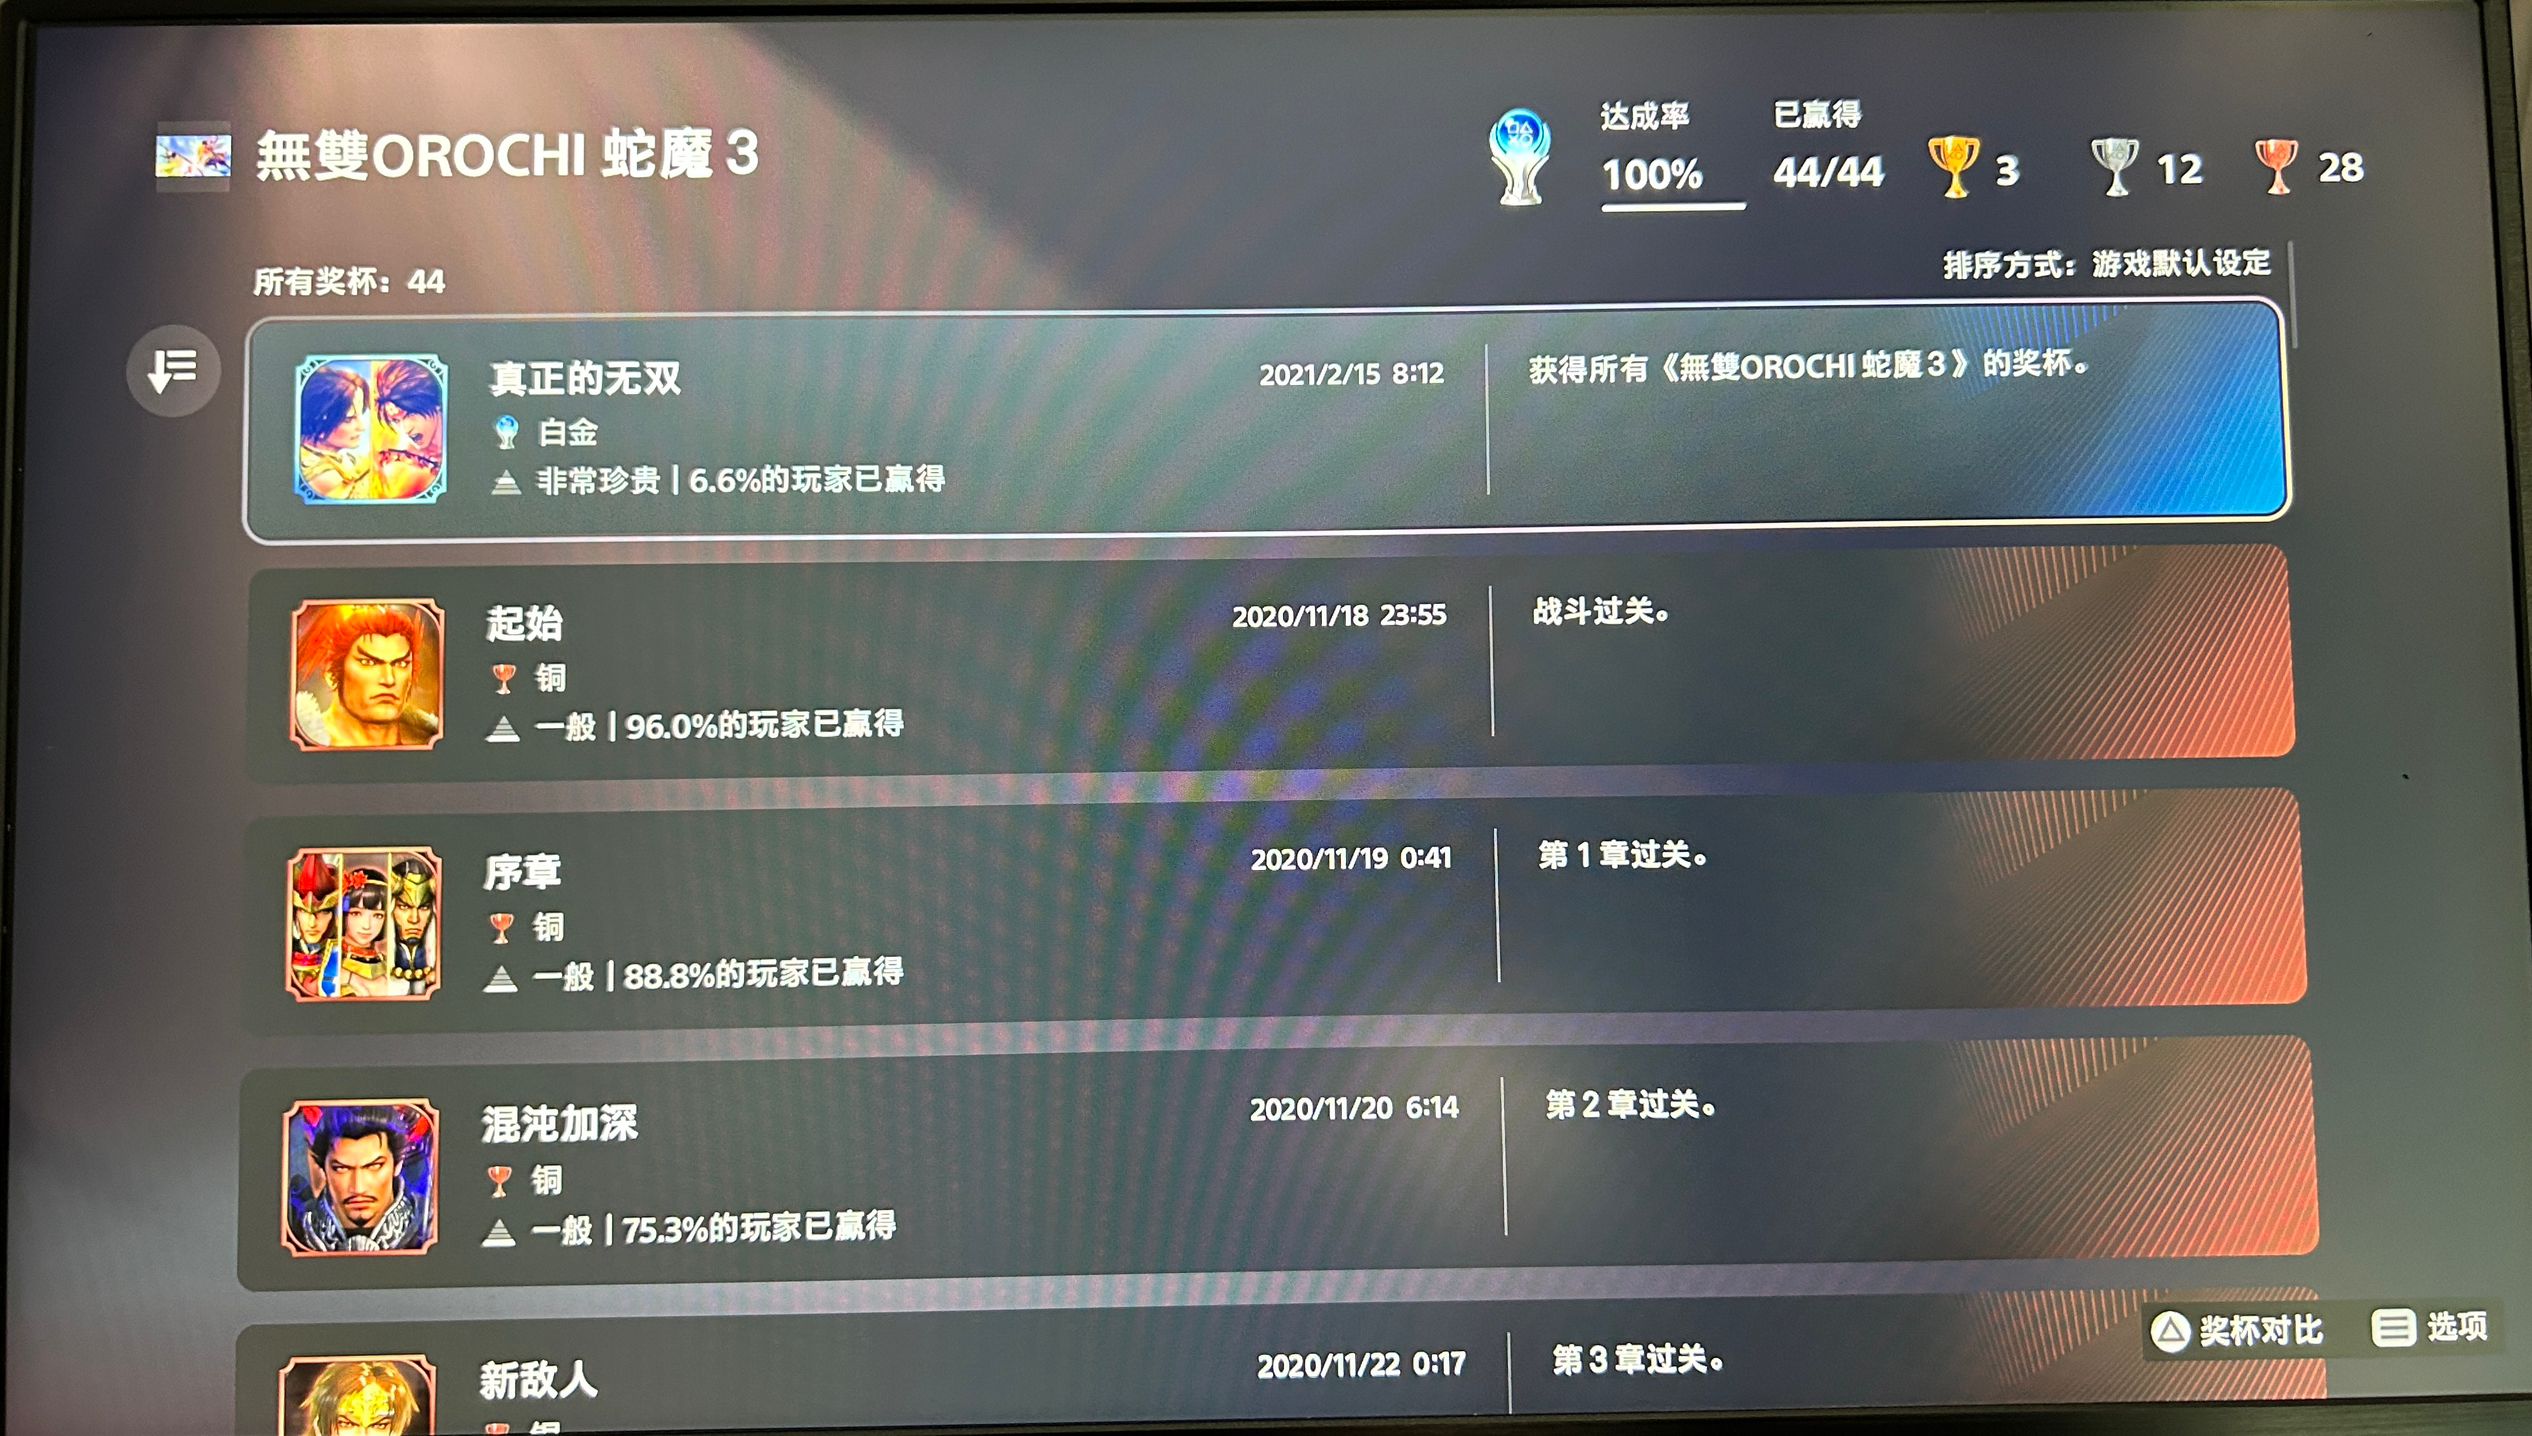 無雙OROCHI 蛇魔３
达成率
100%
已赢得
44/44
3
12
28
所有奖杯：44
排序方式：游戏默认设定
真正的无双
2021/2/15 8:12
获得所有《無雙OROCHI 蛇魔３》的奖杯。
白金
非常珍贵 | 6.6%的玩家已赢得
起始
2020/11/18 23:55
战斗过关。
铜
一般 | 96.0%的玩家已赢得
序章
2020/11/19 0:41
第１章过关。
铜
一般 | 88.8%的玩家已赢得
混沌加深
2020/11/20 6:14
第２章过关。
铜
一般 | 75.3%的玩家已赢得
新敌人
2020/11/22 0:17
第３章过关。
奖杯对比
选项